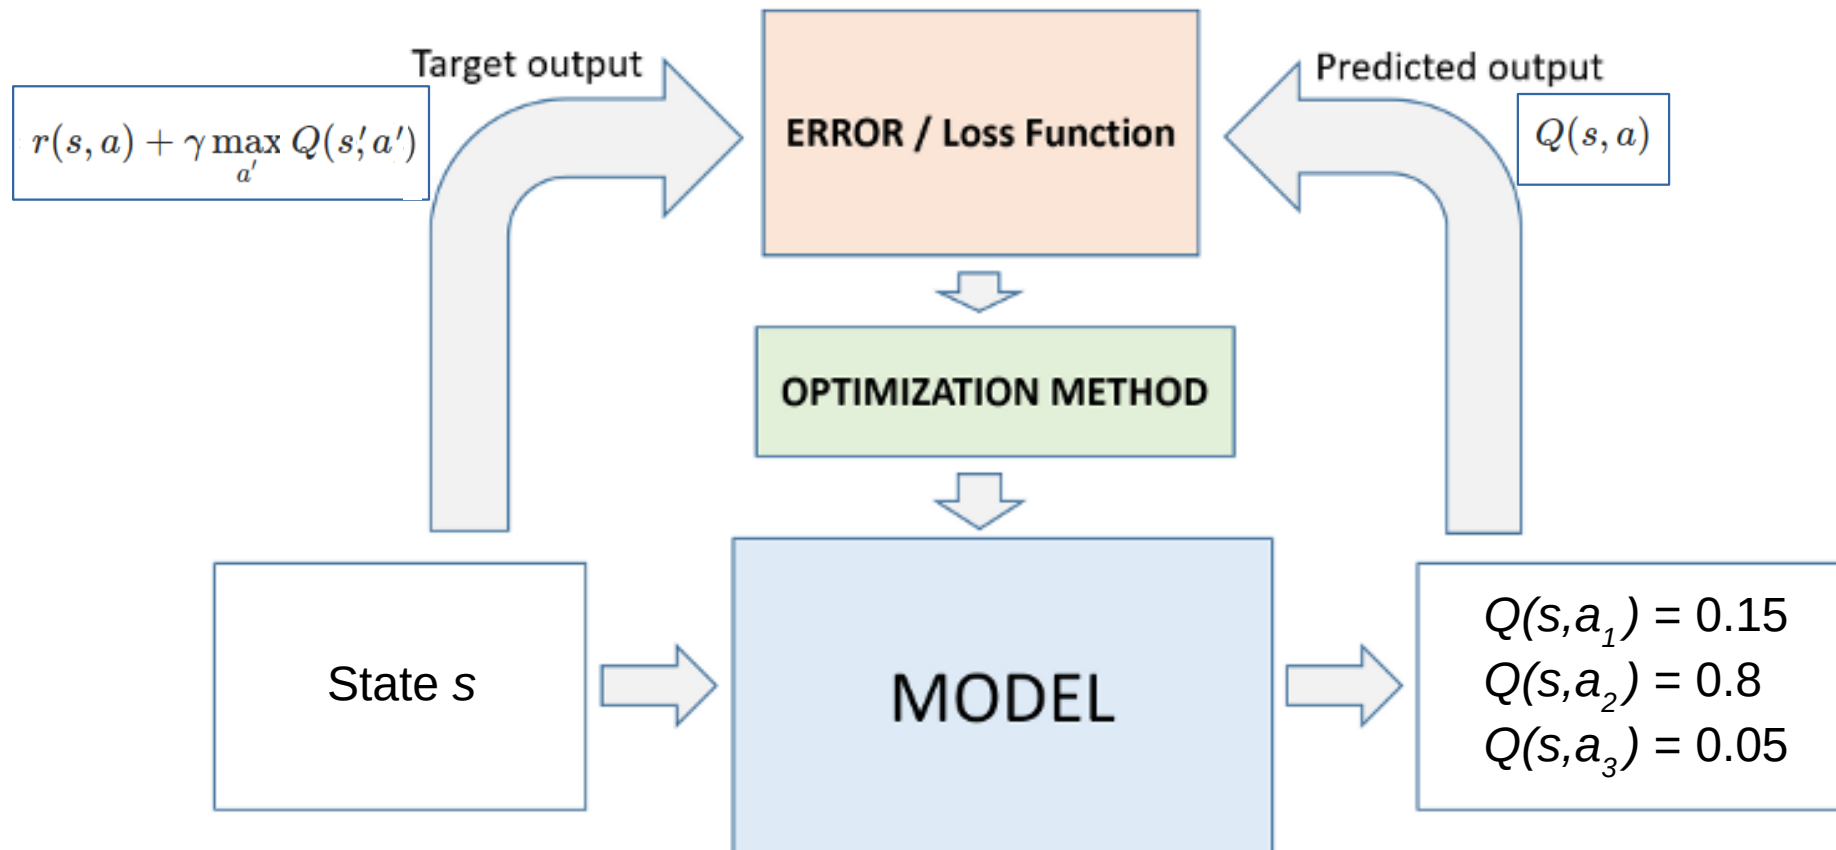 Target output
r(s, a) + γ max Q(s′, a′)
a′
ERROR / Loss Function
Predicted output
Q(s, a)
OPTIMIZATION METHOD
State s
MODEL
Q(s,a₁) = 0.15
Q(s,a₂) = 0.8
Q(s,a₃) = 0.05